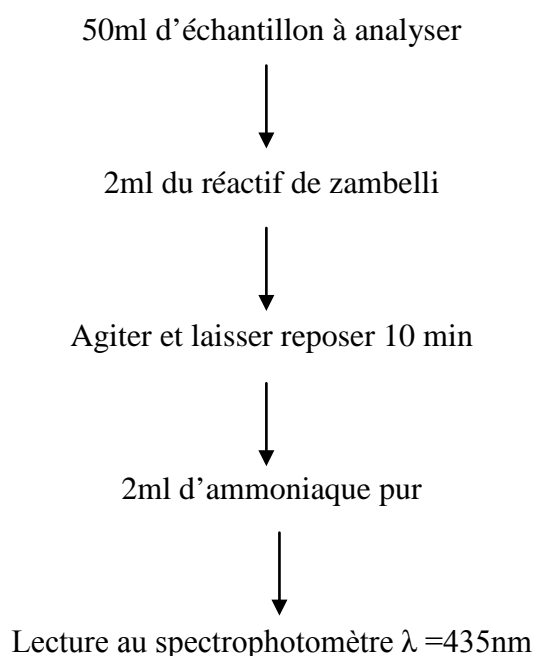 50ml d’échantillon à analyser
2ml du réactif de zambelli
Agiter et laisser reposer 10 min
2ml d’ammoniaque pur
Lecture au spectrophotomètre λ =435nm